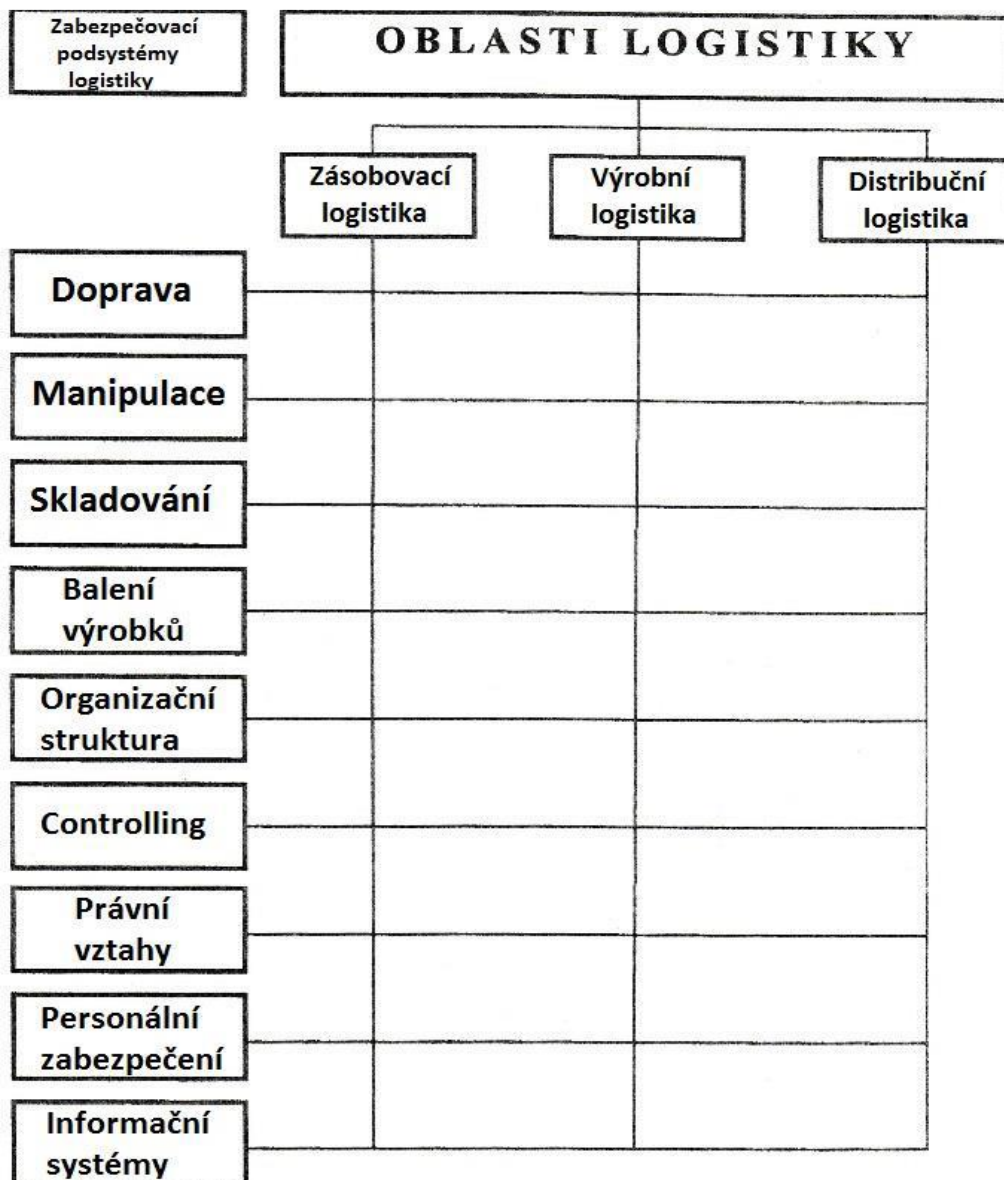 Zabezpečovací
podsystémy
logistiky
OBLASTI LOGISTIKY
Zásobovací
logistika
Výrobní
logistika
Distribuční
logistika
Doprava
Manipulace
Skladování
Balení
výrobků
Organizační
struktura
Controlling
Právní
vztahy
Personální
zabezpečení
Informační
systémy